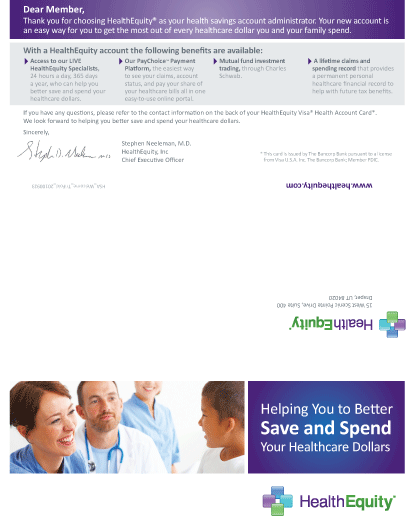 Dear Member,
Thank you for choosing HealthEquity® as your health savings account administrator. Your new account is
an easy way for you to get the most out of every healthcare dollar you and your family spend.
With a HealthEquity account the following benefits are available:
Access to our LIVE
HealthEquity Specialists,
24 hours a day, 365 days
a year, who can help you
better save and spend your
healthcare dollars.
Our PayChoice™ Payment
Platform, the easiest way
to see your claims, account
status, and pay your share of
your healthcare bills all in one
easy-to-use online portal.
Mutual fund investment
trading, through Charles
Schwab.
A lifetime claims and
spending record that provides
a permanent personal
healthcare financial record to
help with future tax benefits.
If you have any questions, please refer to the contact information on the back of your HealthEquity Visa® Health Account Card*.
We look forward to helping you better save and spend your healthcare dollars.
Sincerely,
Stephen Neeleman, M.D.
HealthEquity, Inc
Chief Executive Officer
* This card is issued by The Bancorp Bank pursuant to a license
from Visa U.S.A. Inc. The Bancorp Bank; Member FDIC.
www.healthequity.com
15 West Scenic Pointe Drive, Suite 400
Draper, UT 84020
HealthEquity
Helping You to Better
Save and Spend
Your Healthcare Dollars
HealthEquity